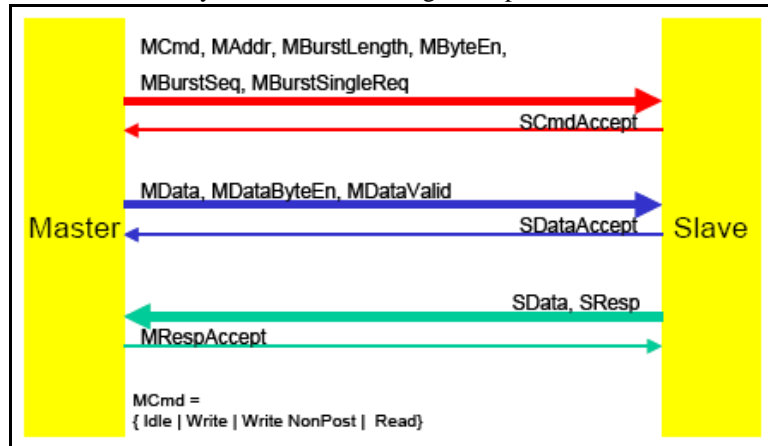 MCmd, MAddr, MBurstLength, MByteEn,
MBurstSeq, MBurstSingleReq
SCmdAccept
MData, MDataByteEn, MDataValid
Master
SDataAccept
Slave
SData, SResp
MRespAccept
MCmd =
{ Idle | Write | Write NonPost | Read}